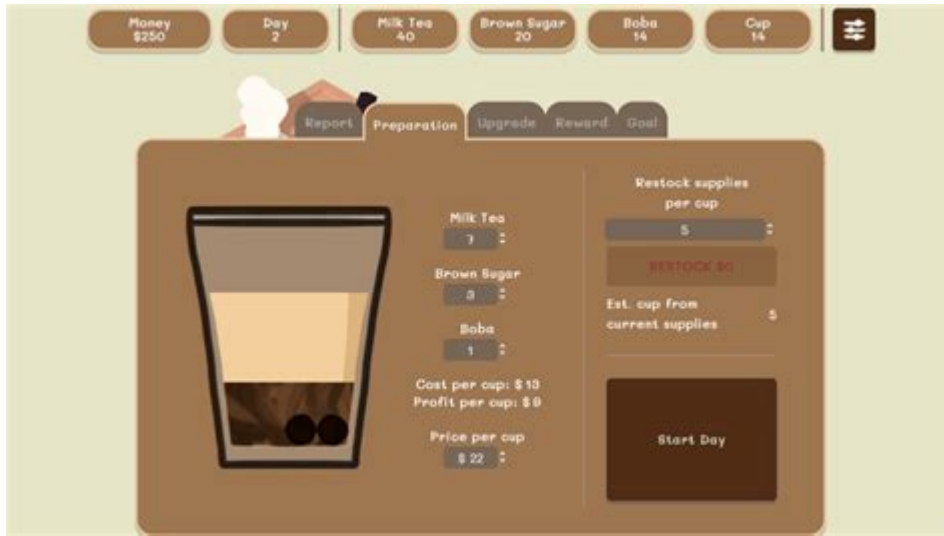 Money
$250
Day
2
Milk Tea
40
Brown Sugar
20
Boba
14
Cup
14
Report
Preparation
Upgrade
Reward
Goal
Milk Tea
7
Brown Sugar
3
Boba
1
Cost per cup: $13
Profit per cup: $9
Price per cup
$ 22
Restock supplies
per cup
5
RESTOCK $0
Est. cup from
current supplies
5
Start Day